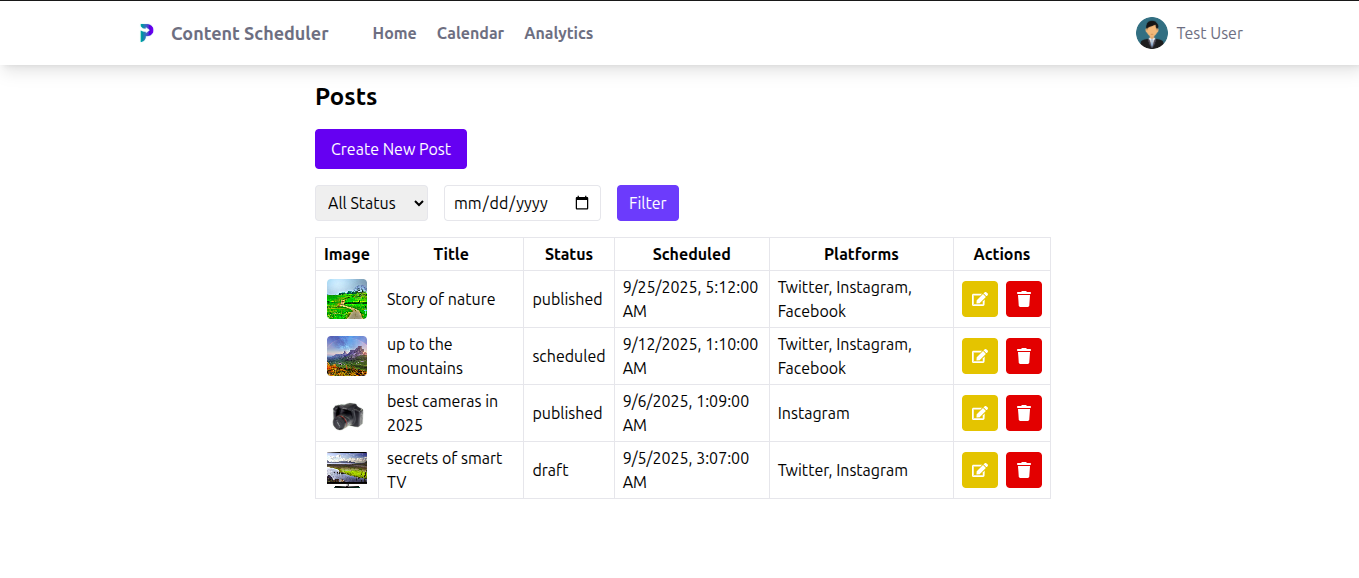 Content Scheduler Home Calendar Analytics Test User
Posts
Create New Post
All Status mm/dd/yyyy Filter
Image Title Status Scheduled Platforms Actions
Story of nature published 9/25/2025, 5:12:00 AM Twitter, Instagram, Facebook
up to the mountains scheduled 9/12/2025, 1:10:00 AM Twitter, Instagram, Facebook
best cameras in 2025 published 9/6/2025, 1:09:00 AM Instagram
secrets of smart TV draft 9/5/2025, 3:07:00 AM Twitter, Instagram